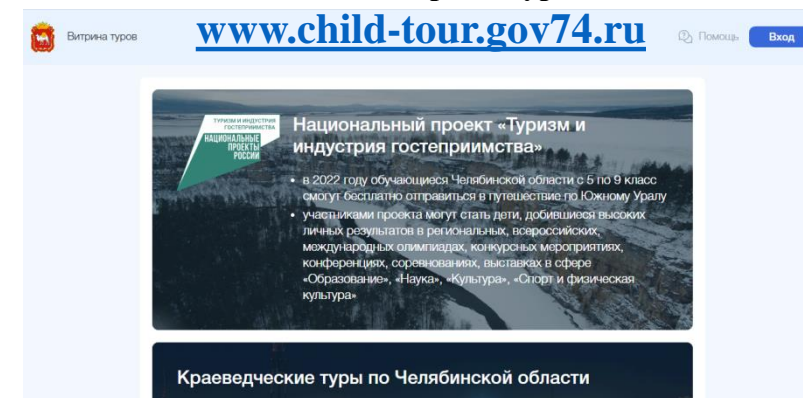 Витрина туров
www.child-tour.gov74.ru
Помощь
Вход
ТУРИЗМ И ИНДУСТРИЯ
ГОСТЕПРИИМСТВА
НАЦИОНАЛЬНЫЕ
ПРОЕКТЫ
РОССИИ
Национальный проект «Туризм и
индустрия гостеприимства»
• в 2022 году обучающиеся Челябинской области с 5 по 9 класс
смогут бесплатно отправиться в путешествие по Южному Уралу
• участниками проекта могут стать дети, добившиеся высоких
личных результатов в региональных, всероссийских,
международных олимпиадах, конкурсных мероприятиях,
конференциях, соревнованиях, выставках в сфере
«Образование», «Наука», «Культура», «Спорт и физическая
культура»
Краеведческие туры по Челябинской области